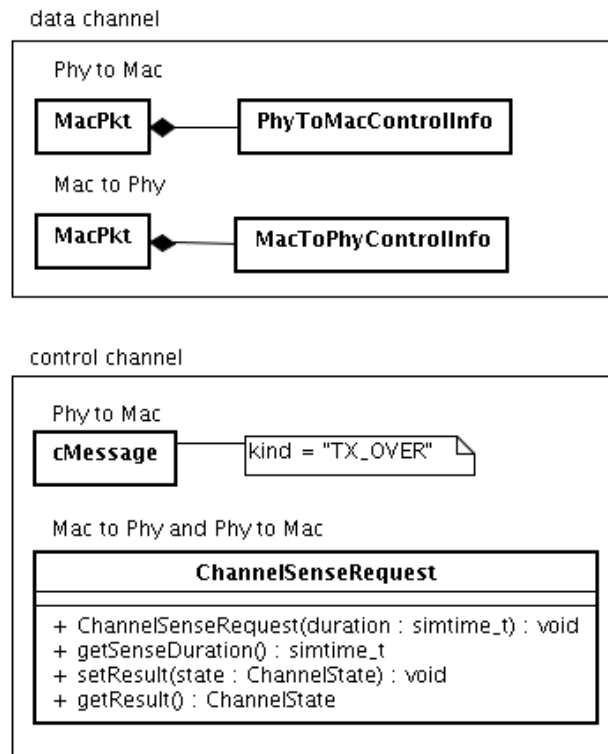 data channel
Phy to Mac
MacPkt PhyToMacControlInfo
Mac to Phy
MacPkt MacToPhyControlInfo
control channel
Phy to Mac
cMessage kind = "TX_OVER"
Mac to Phy and Phy to Mac
ChannelSenseRequest
+ ChannelSenseRequest(duration : simtime_t) : void
+ getSenseDuration() : simtime_t
+ setResult(state : ChannelState) : void
+ getResult() : ChannelState